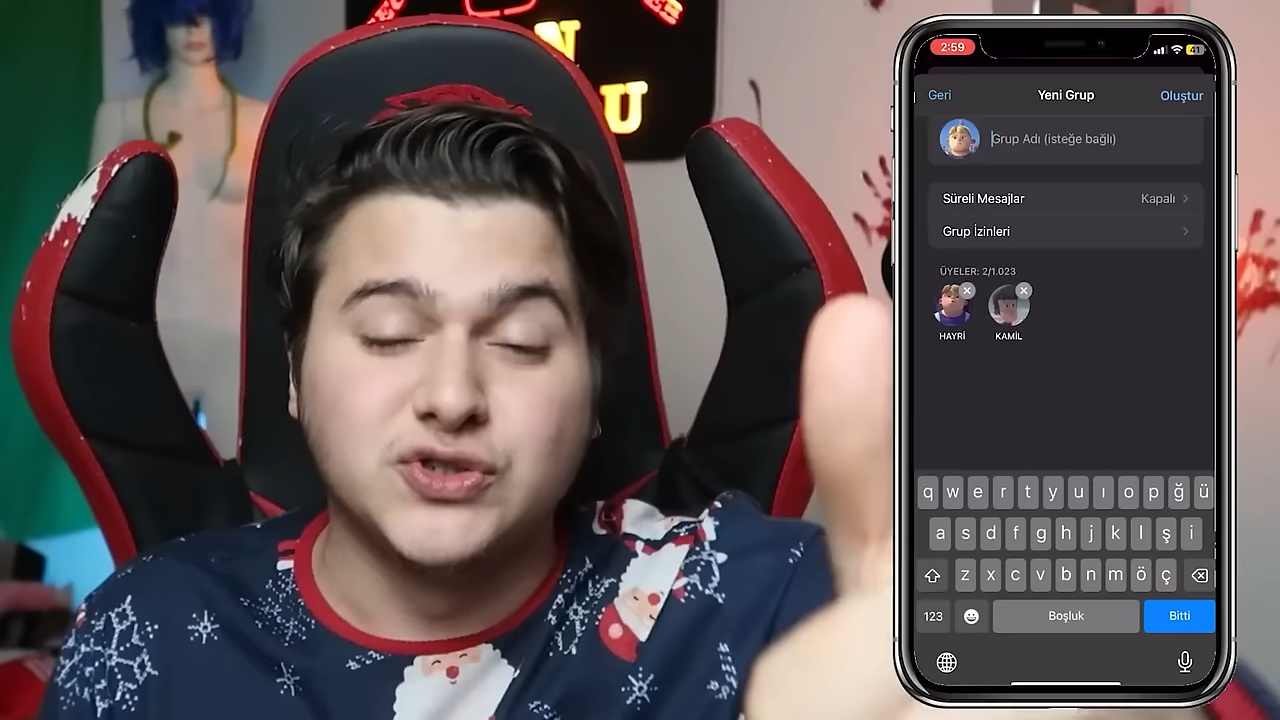 N
U
2:59
41
Geri
Yeni Grup
Oluştur
Grup Adı (isteğe bağlı)
Süreli Mesajlar
Kapalı
Grup İzinleri
ÜYELER: 2/1.023
HAYRİ
KAMİL
q w e r t y u ı o p ğ ü
a s d f g h j k l ş i
z x c v b n m ö ç
123
Boşluk
Bitti